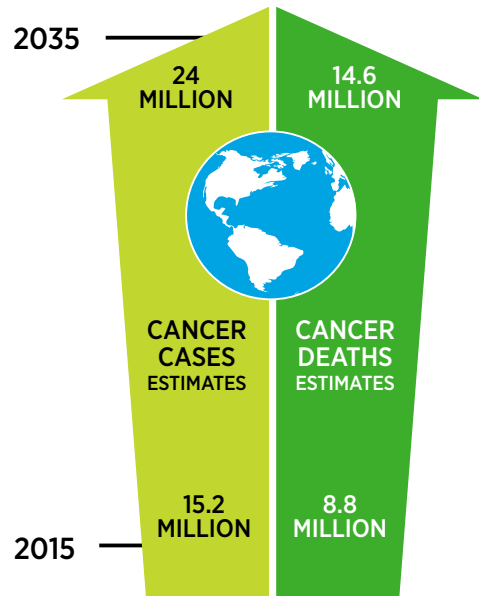 2035
24
MILLION
14.6
MILLION
CANCER
CASES
ESTIMATES
CANCER
DEATHS
ESTIMATES
15.2
MILLION
8.8
MILLION
2015